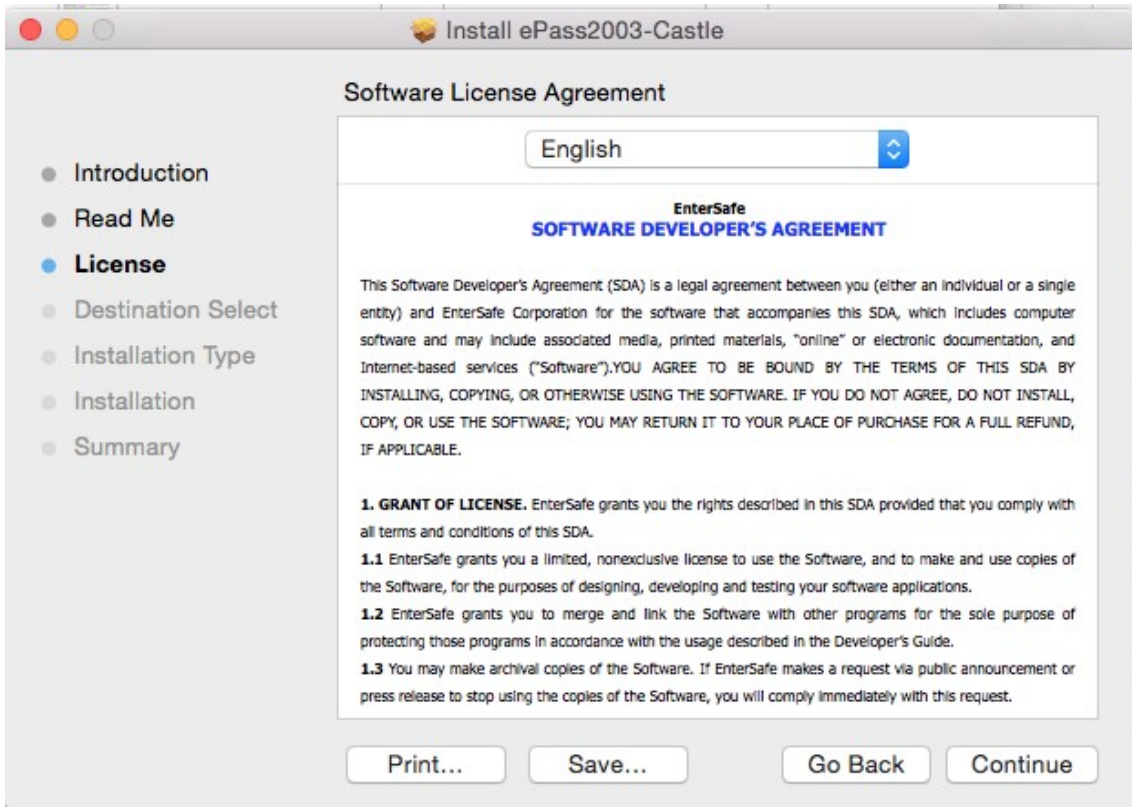 Install ePass2003-Castle
Software License Agreement
Introduction
Read Me
License
Destination Select
Installation Type
Installation
Summary
English
EnterSafe
SOFTWARE DEVELOPER'S AGREEMENT
This Software Developer's Agreement (SDA) is a legal agreement between you (either an individual or a single
entity) and EnterSafe Corporation for the software that accompanies this SDA, which includes computer
software and may include associated media, printed materials, "online" or electronic documentation, and
Internet-based services ("Software").YOU AGREE TO BE BOUND BY THE TERMS OF THIS SDA BY
INSTALLING, COPYING, OR OTHERWISE USING THE SOFTWARE. IF YOU DO NOT AGREE, DO NOT INSTALL,
COPY, OR USE THE SOFTWARE; YOU MAY RETURN IT TO YOUR PLACE OF PURCHASE FOR A FULL REFUND,
IF APPLICABLE.
1. GRANT OF LICENSE. EnterSafe grants you the rights described in this SDA provided that you comply with
all terms and conditions of this SDA.
1.1 EnterSafe grants you a limited, nonexclusive license to use the Software, and to make and use copies of
the Software, for the purposes of designing, developing and testing your software applications.
1.2 EnterSafe grants you to merge and link the Software with other programs for the sole purpose of
protecting those programs in accordance with the usage described in the Developer's Guide.
1.3 You may make archival copies of the Software. If EnterSafe makes a request via public announcement or
press release to stop using the copies of the Software, you will comply immediately with this request.
Print...
Save...
Go Back
Continue